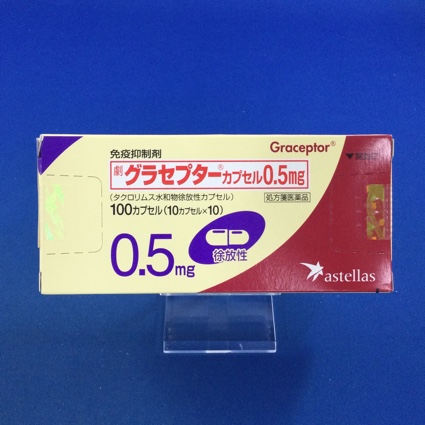 Graceptor®
免疫抑制剤
劇 グラセプター®カプセル0.5mg
(タクロリムス水和物徐放性カプセル)
処方箋医薬品
100カプセル(10カプセル×10)
0.5mg
徐放性
astellas